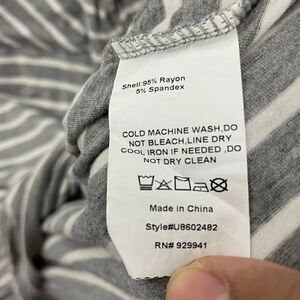 Shell:95% Rayon
5% Spandex
COLD MACHINE WASH,DO
NOT BLEACH,LINE DRY
COOL IRON IF NEEDED ,DO
NOT DRY CLEAN
Made in China
Style#U8602482
RN# 929941